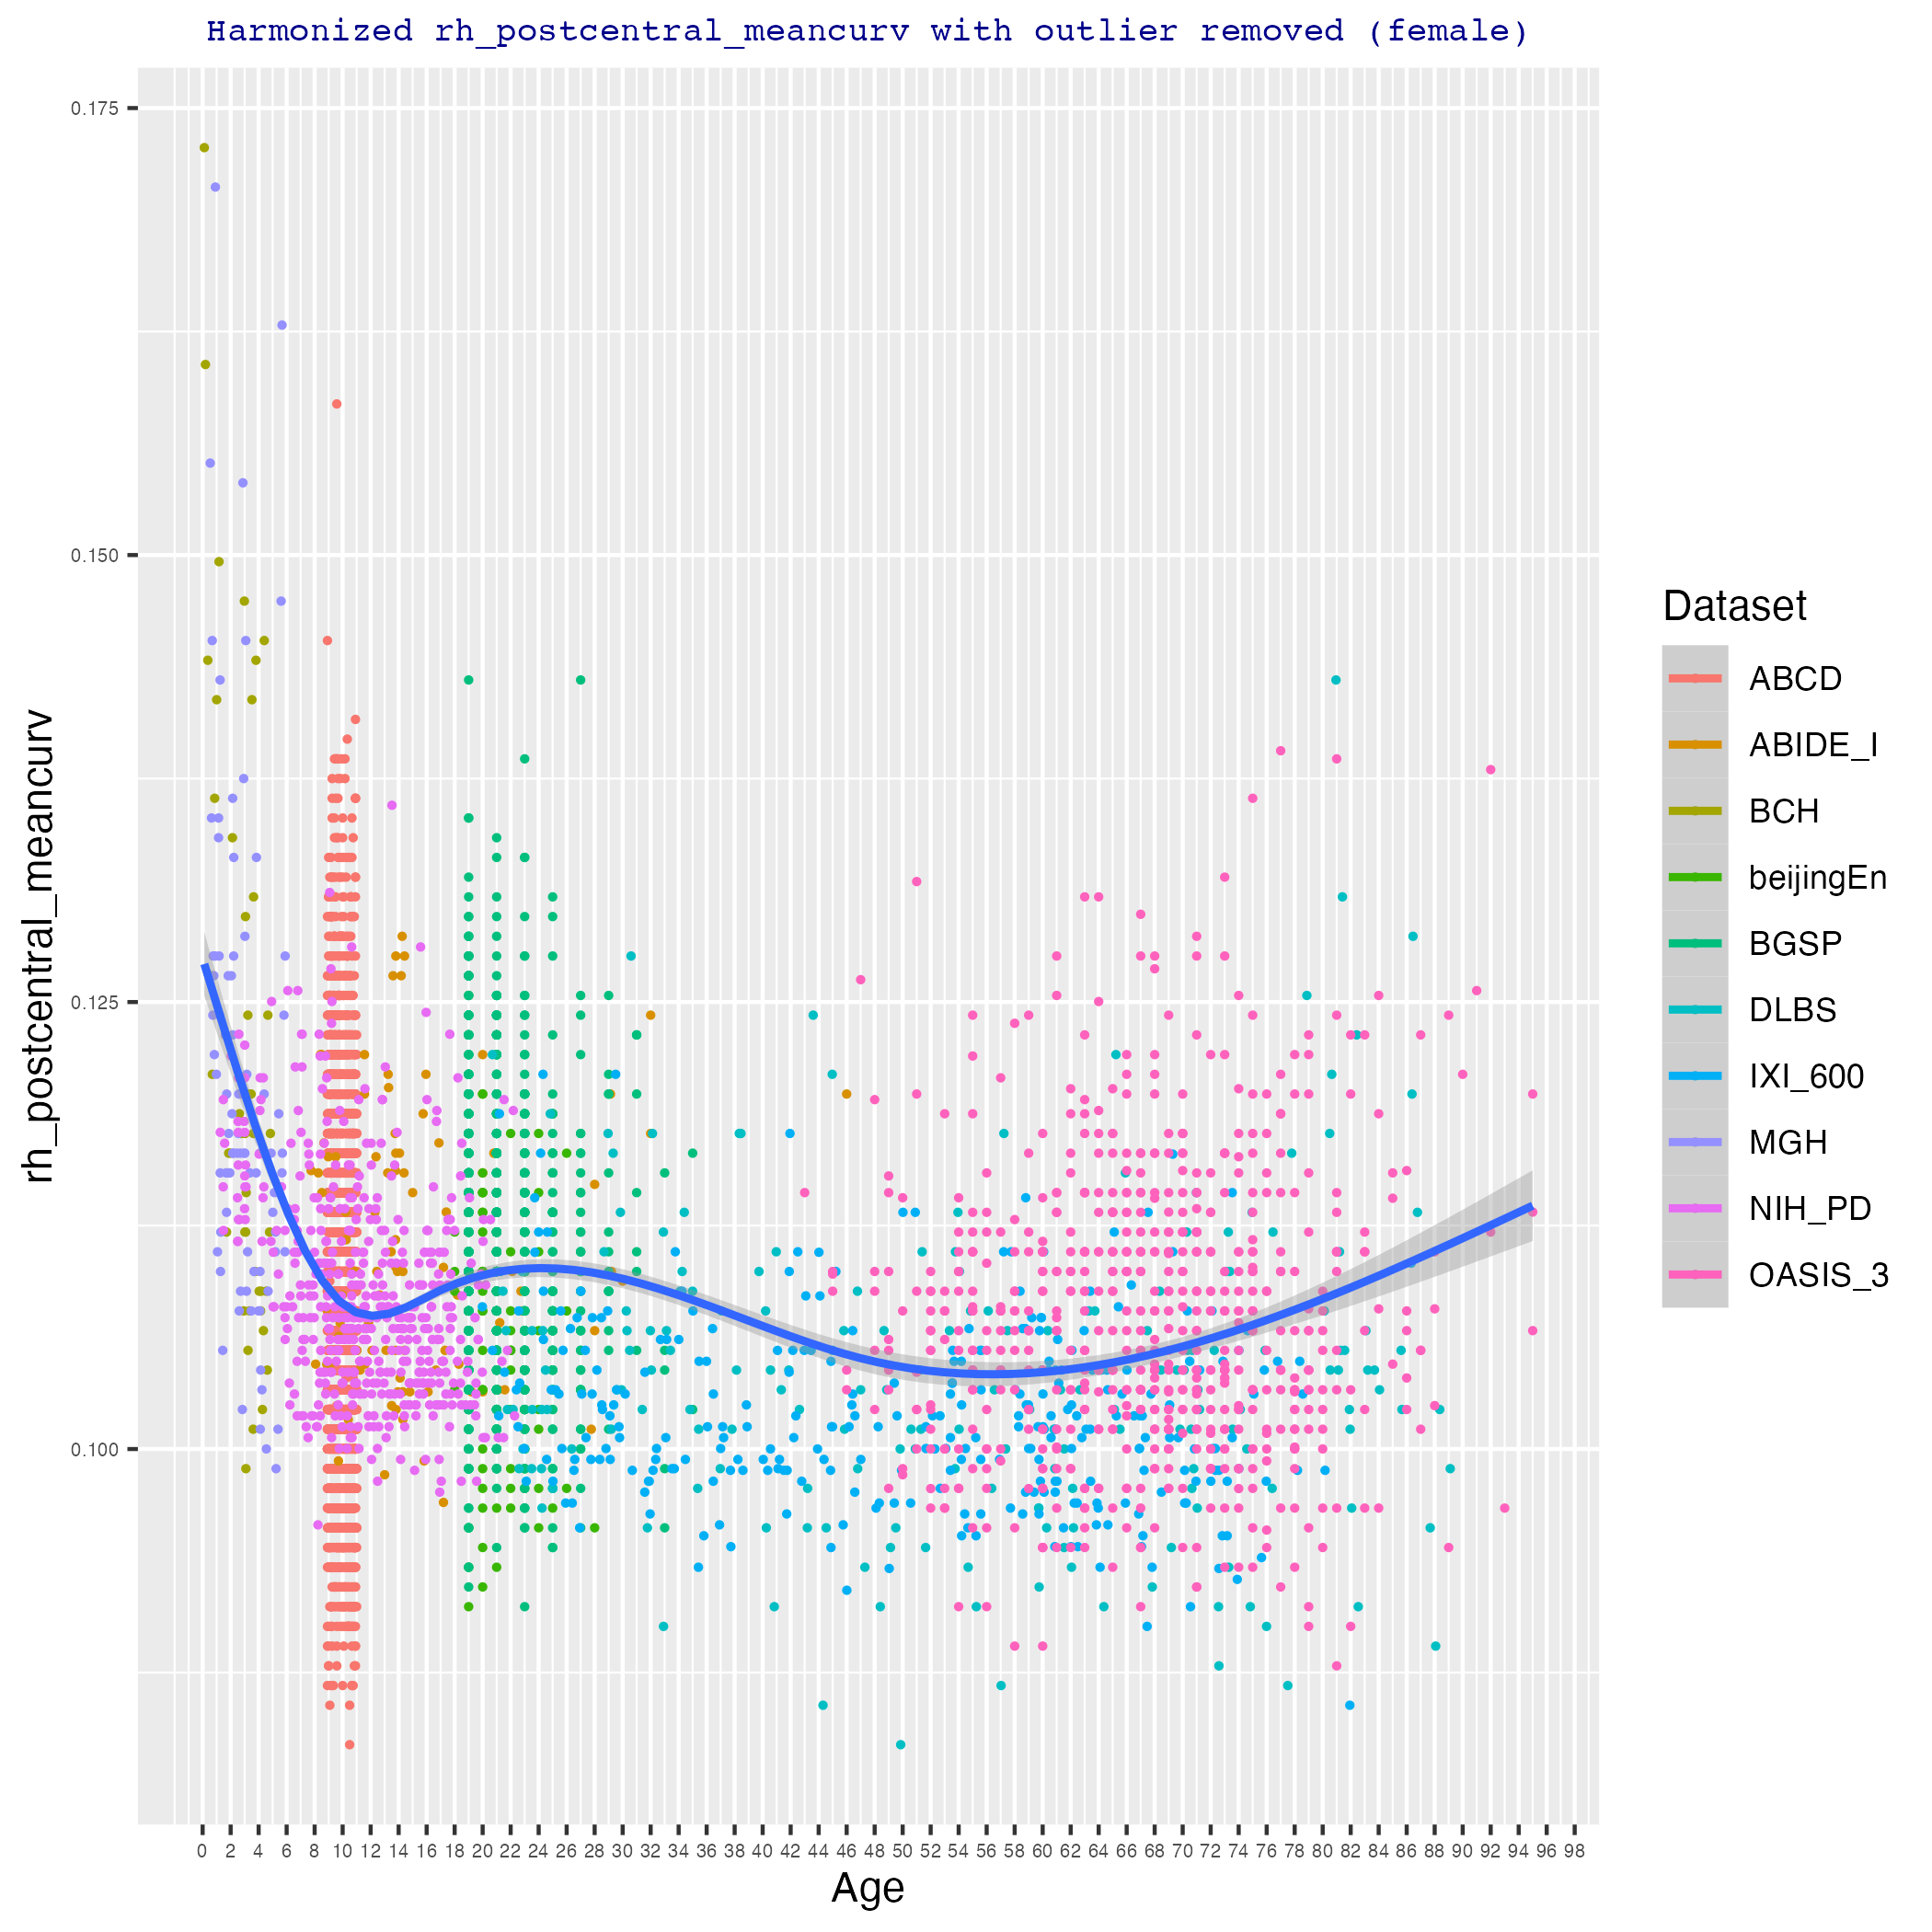 Harmonized rh_postcentral_meancurv with outlier removed (female)
0.175
0.150
0.125
0.100
rh_postcentral_meancurv
0 2 4 6 8 10 12 14 16 18 20 22 24 26 28 30 32 34 36 38 40 42 44 46 48 50 52 54 56 58 60 62 64 66 68 70 72 74 76 78 80 82 84 86 88 90 92 94 96 98
Age
Dataset
ABCD
ABIDE_I
BCH
beijingEn
BGSP
DLBS
IXI_600
MGH
NIH_PD
OASIS_3